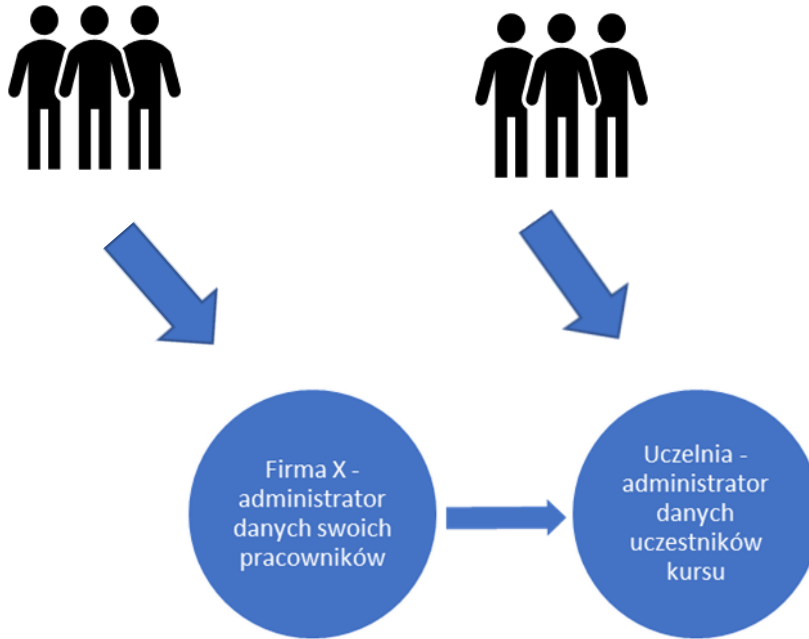 Firma X -
administrator
danych swoich
pracowników
Uczelnia -
administrator
danych
uczestników
kursu